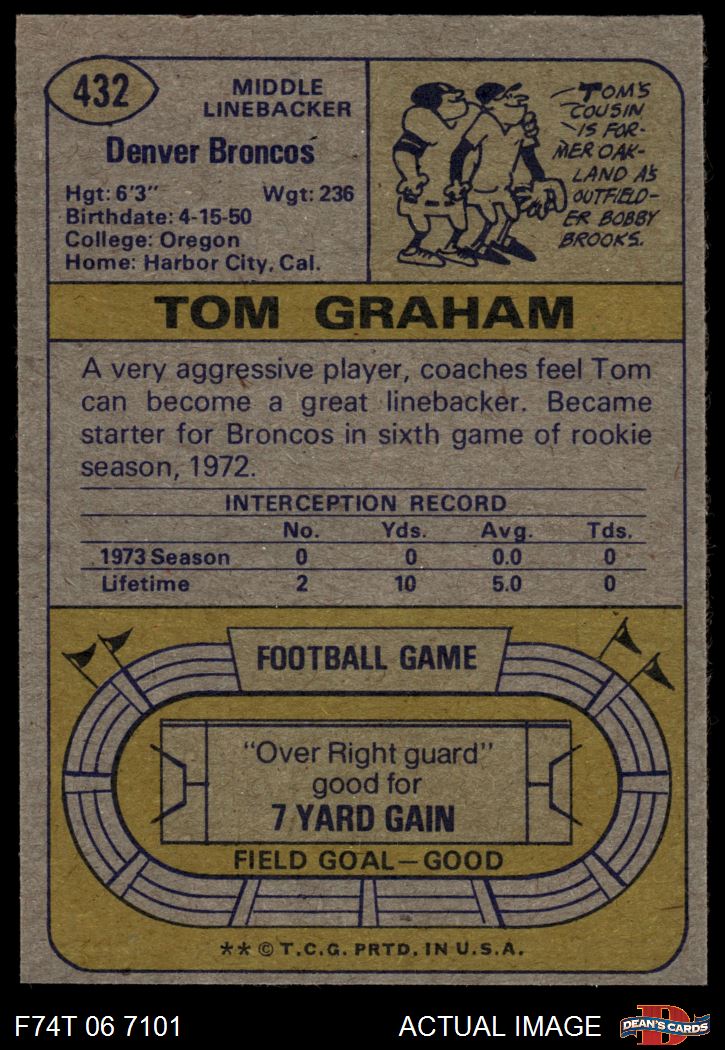 432
MIDDLE
LINEBACKER
Denver Broncos
Hgt: 6'3" Wgt: 236
Birthdate: 4-15-50
College: Oregon
Home: Harbor City, Cal.
TOM'S
COUSIN
IS FOR-
MER OAK-
LAND A'S
OUTFIELD-
ER BOBBY
BROOKS.
TOM GRAHAM
A very aggressive player, coaches feel Tom
can become a great linebacker. Became
starter for Broncos in sixth game of rookie
season, 1972.
INTERCEPTION RECORD
No. Yds. Avg. Tds.
1973 Season 0 0 0.0 0
Lifetime 2 10 5.0 0
FOOTBALL GAME
"Over Right guard"
good for
7 YARD GAIN
FIELD GOAL—GOOD
** © T.C.G. PRTD. IN U.S.A.
F74T 06 7101 ACTUAL IMAGE
D
DEAN'S CARDS